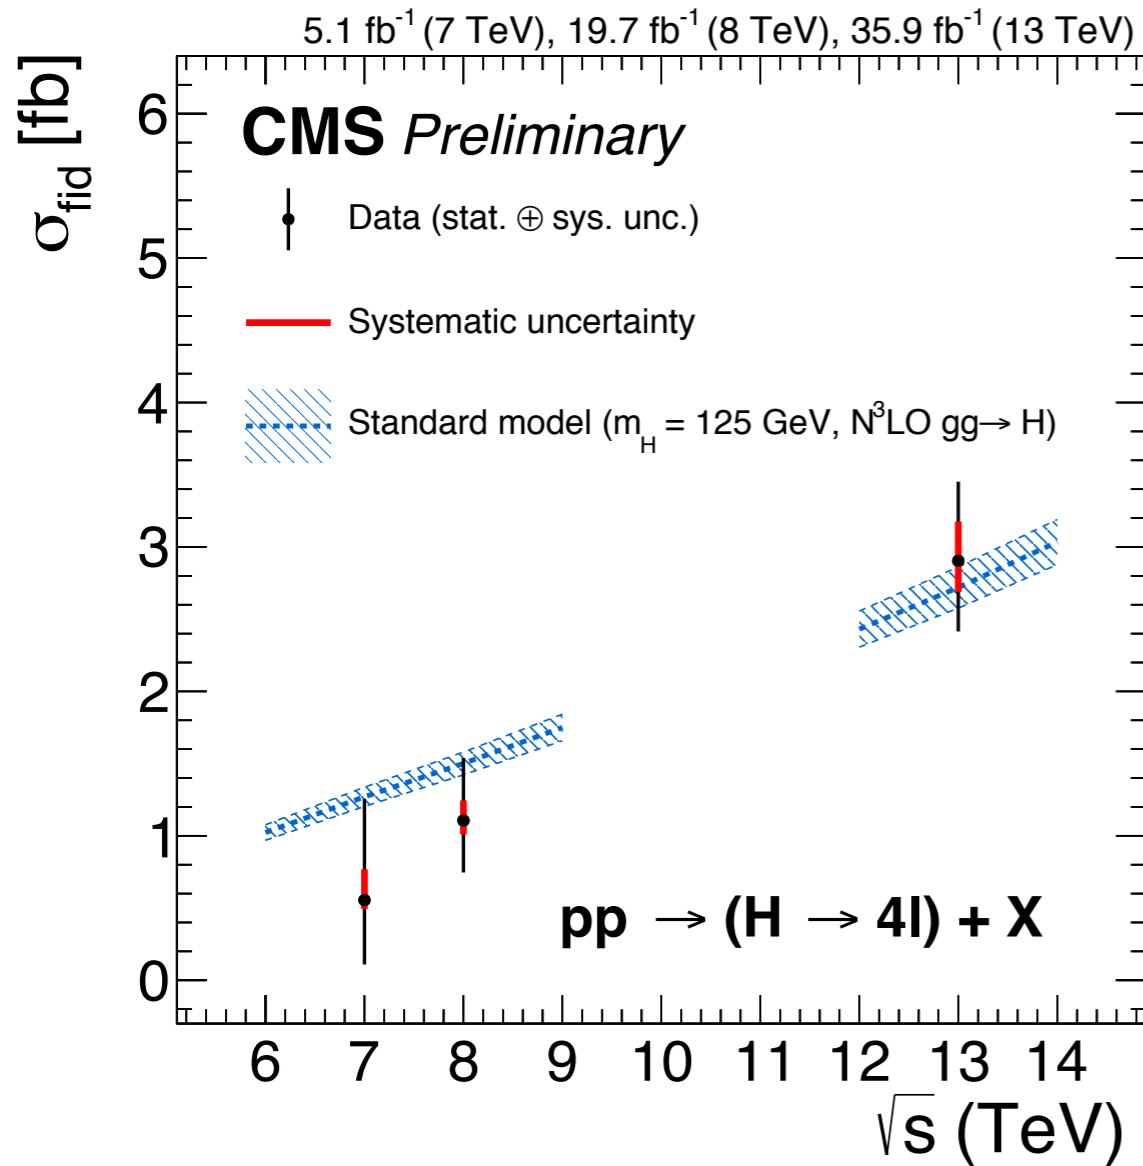 5.1 fb⁻¹ (7 TeV), 19.7 fb⁻¹ (8 TeV), 35.9 fb⁻¹ (13 TeV)
σfid [fb]
CMS Preliminary
Data (stat. ⊕ sys. unc.)
Systematic uncertainty
Standard model (mH = 125 GeV, N³LO gg→ H)
6
5
4
3
2
1
0
pp → (H → 4l) + X
6 7 8 9 10 11 12 13 14
√s (TeV)